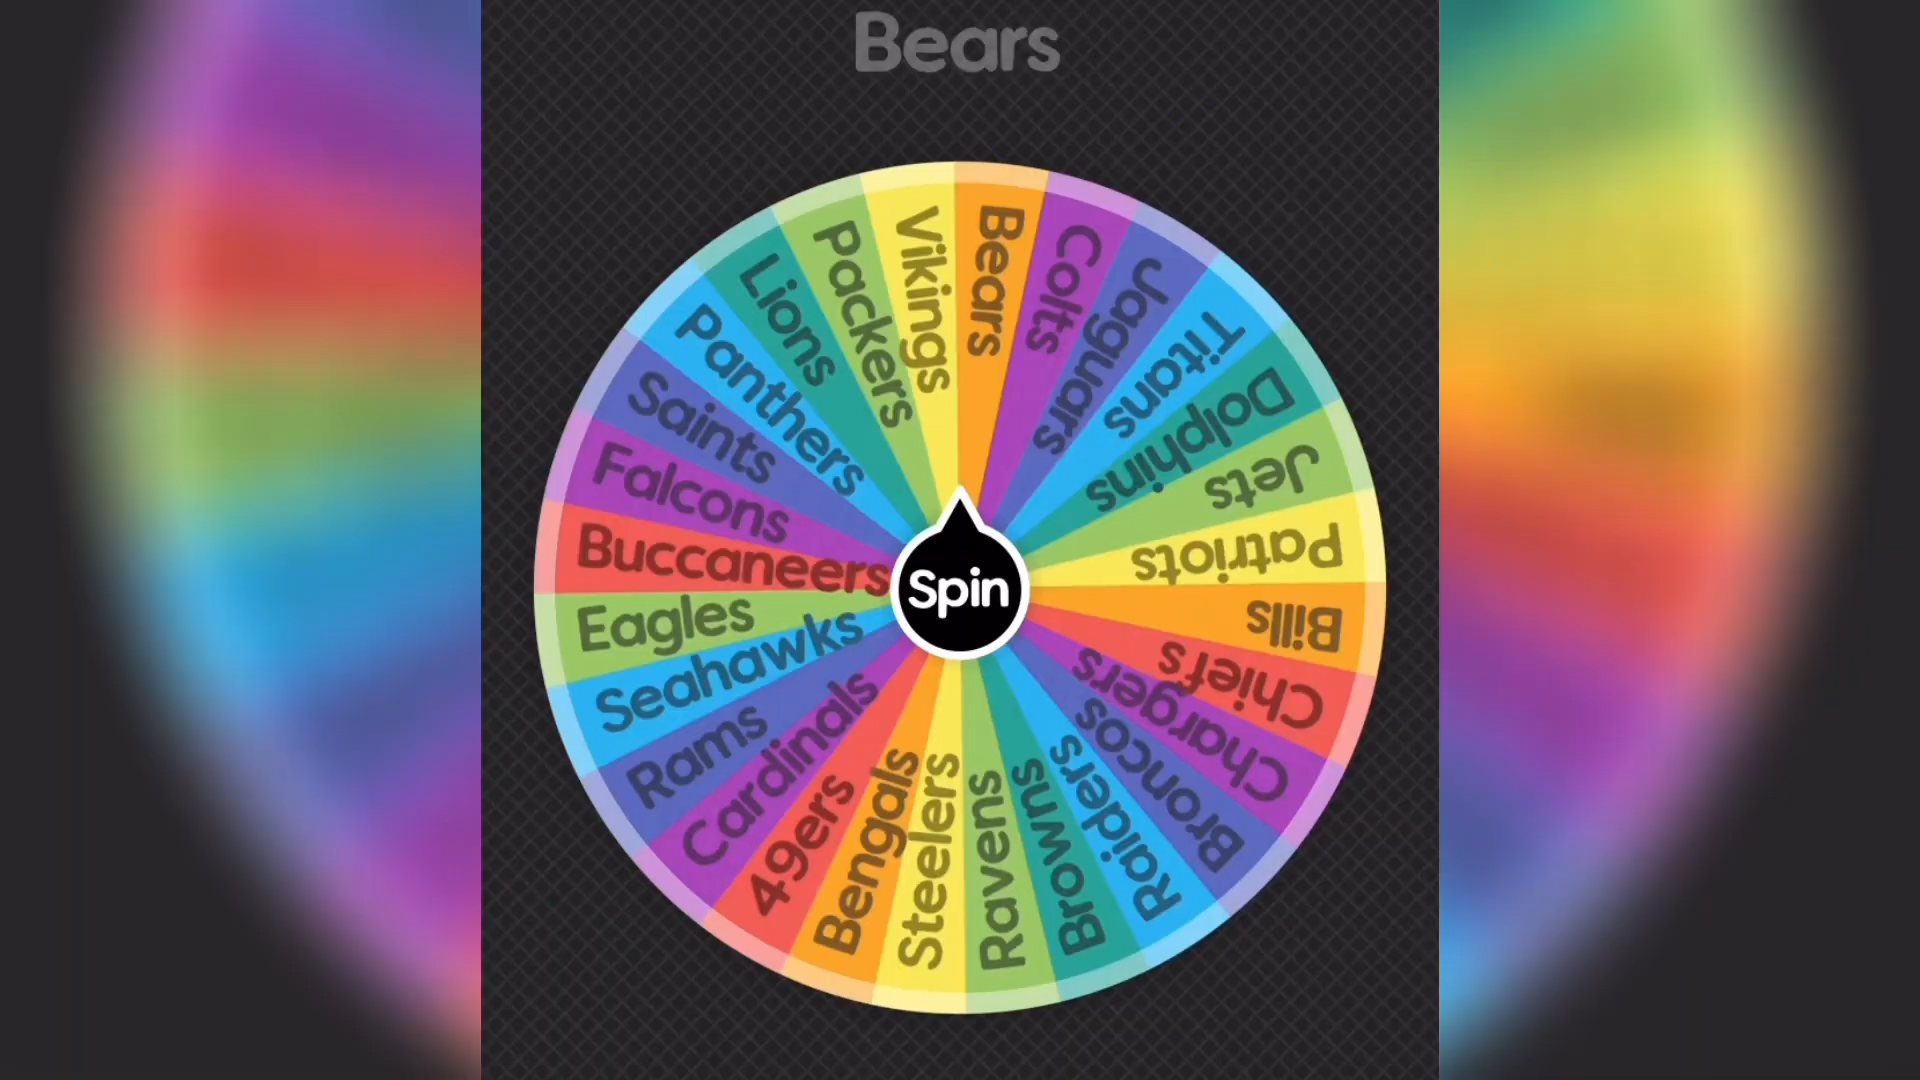 Bears
Bears
Colts
Jaguars
Titans
Dolphins
Jets
Patriots
Bills
Chiefs
Chargers
Broncos
Raiders
Browns
Ravens
Steelers
Bengals
49ers
Cardinals
Rams
Seahawks
Eagles
Buccaneers
Falcons
Saints
Panthers
Lions
Packers
Vikings
Spin